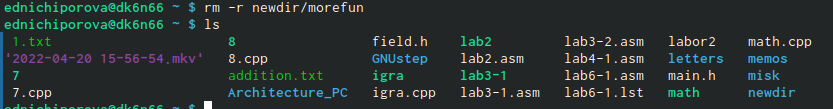 ednichiporova@dk6n66 ~ $ rm -r newdir/morefun
ednichiporova@dk6n66 ~ $ ls
1.txt 8 field.h lab2 lab3-2.asm labor2 math.cpp
'2022-04-20 15-56-54.mkv' 8.cpp GNUstep lab2.asm lab4-1.asm letters memos
7 addition.txt igra lab3-1 lab6-1.asm main.h misk
7.cpp Architecture_PC igra.cpp lab3-1.asm lab6-1.lst math newdir
ednichiporova@dk6n66 ~ $